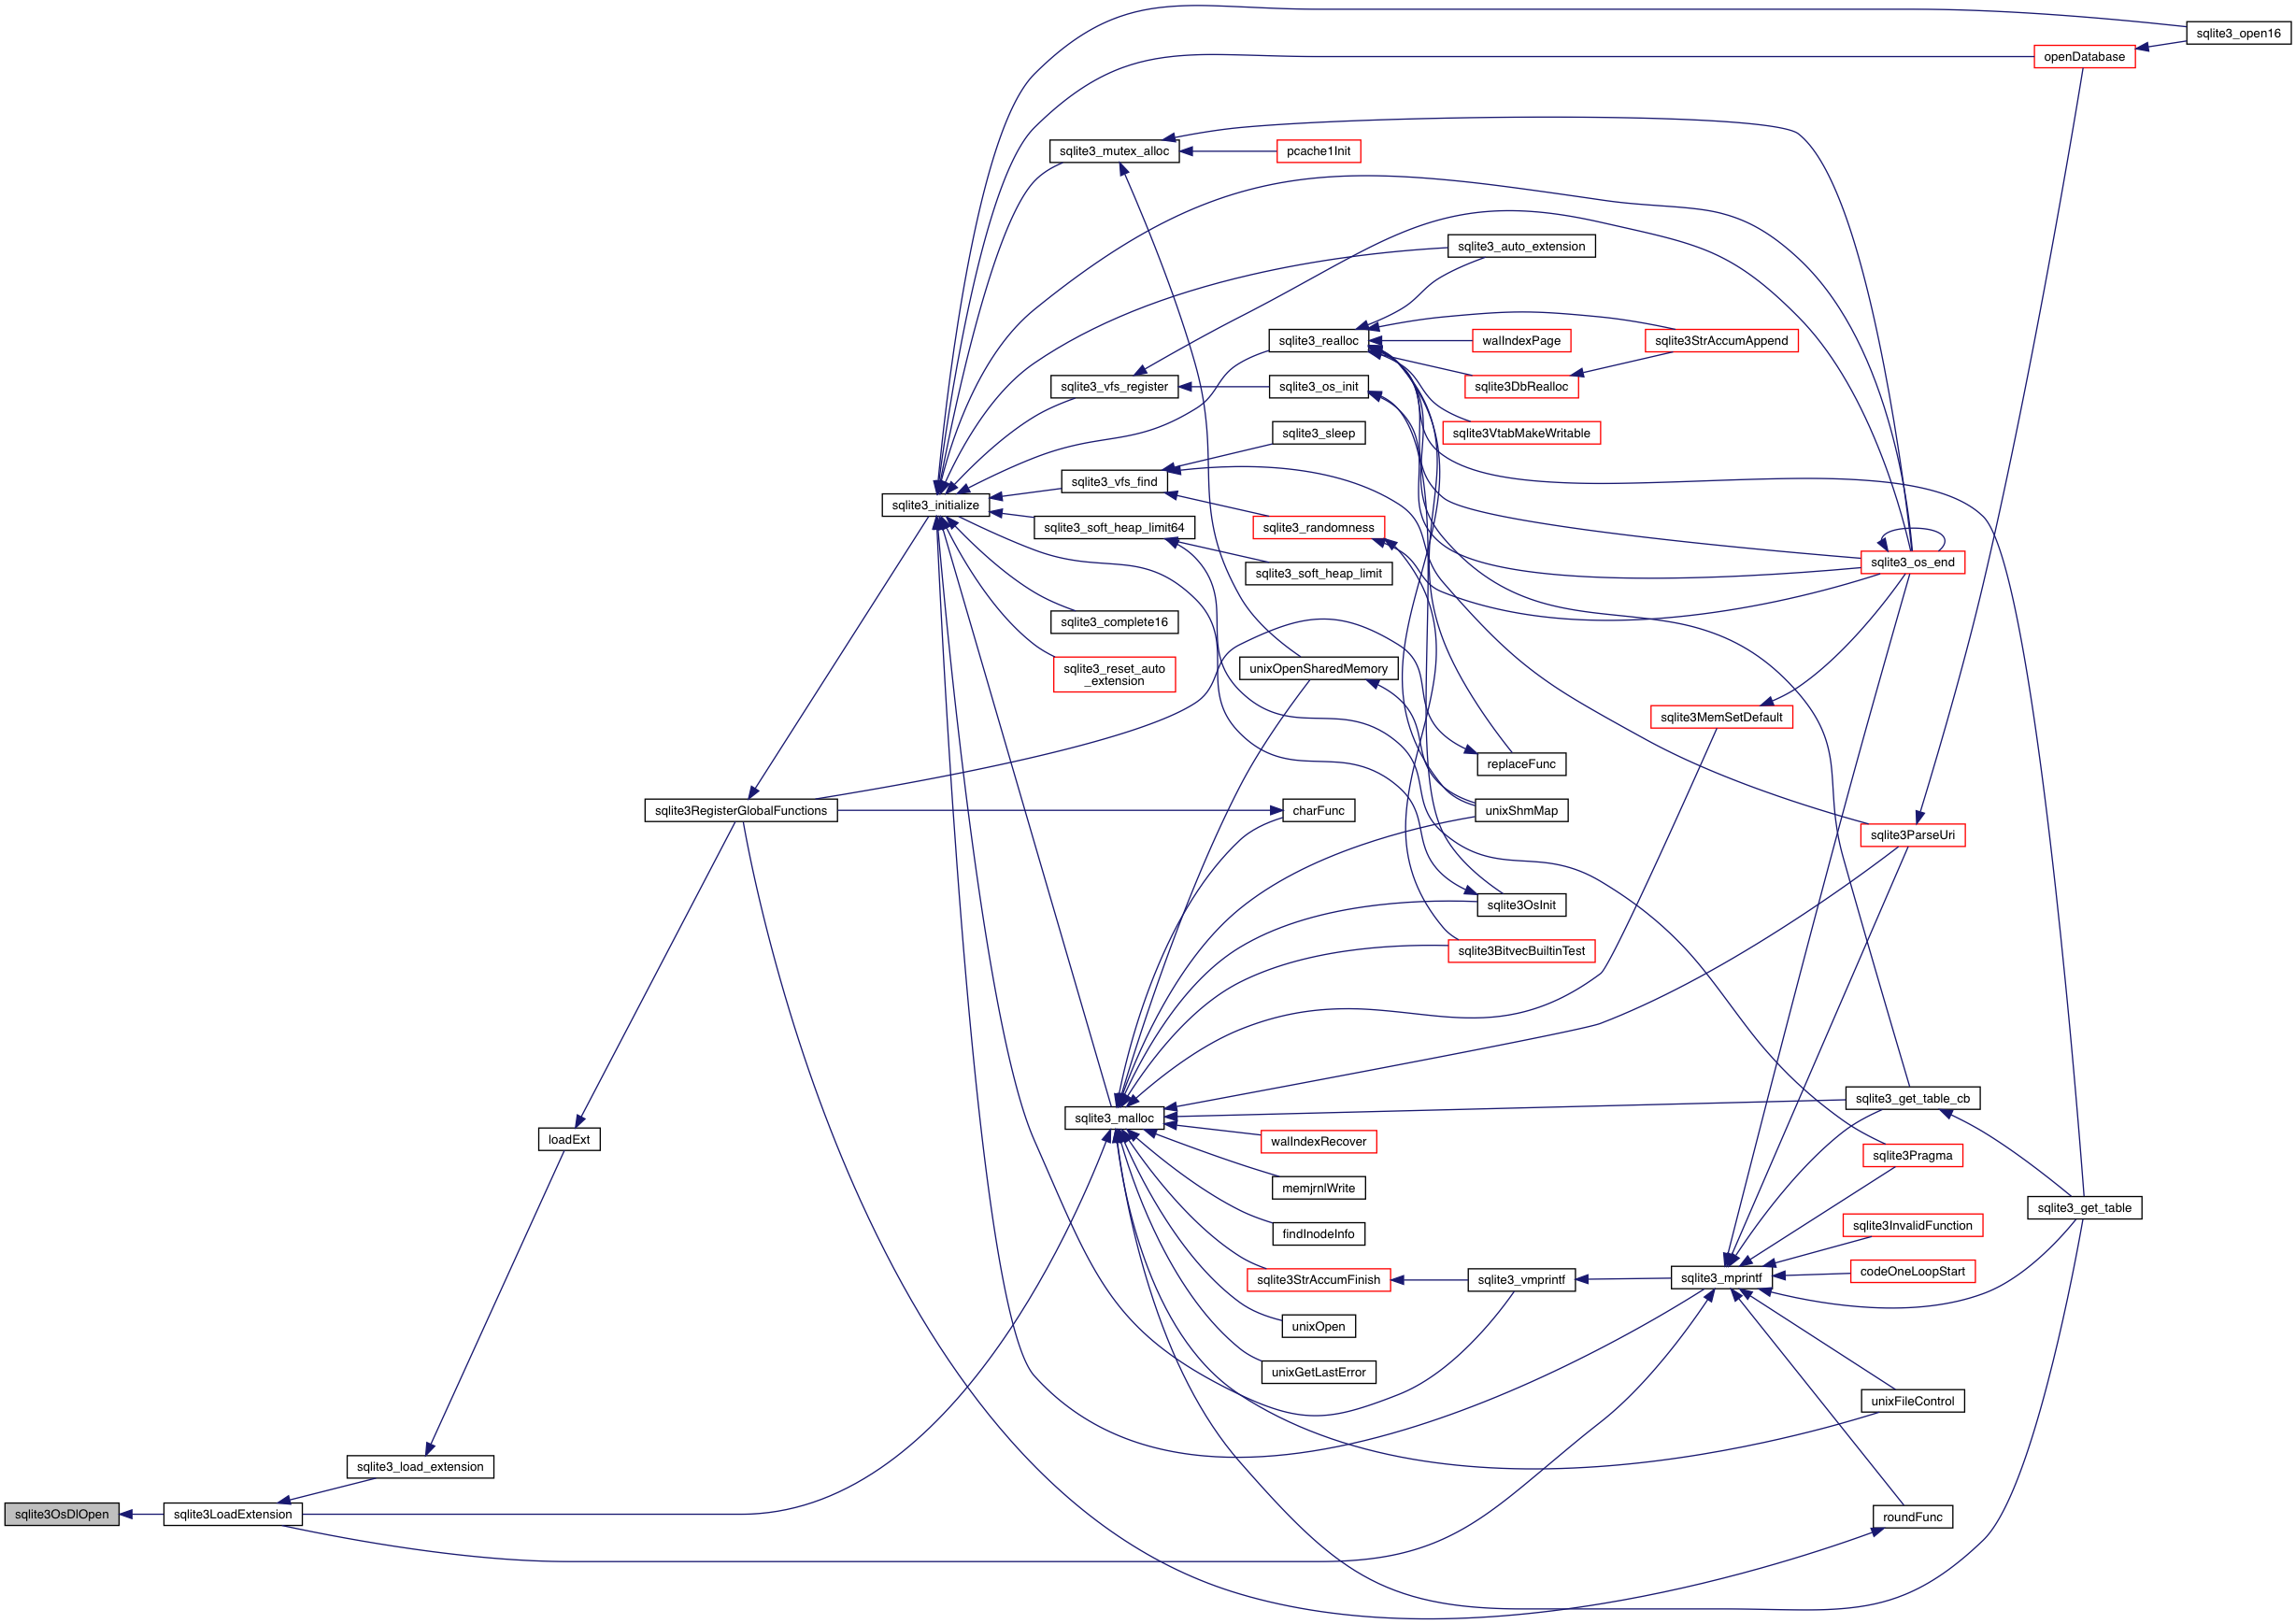 sqlite3_open16
openDatabase
sqlite3_mutex_alloc
pcache1Init
sqlite3_auto_extension
sqlite3_realloc
walIndexPage
sqlite3StrAccumAppend
sqlite3_vfs_register
sqlite3_os_init
sqlite3DbRealloc
sqlite3_sleep
sqlite3VtabMakeWritable
sqlite3_vfs_find
sqlite3_initialize
sqlite3_soft_heap_limit64
sqlite3_randomness
sqlite3_os_end
sqlite3_soft_heap_limit
sqlite3_complete16
sqlite3_reset_auto
_extension
unixOpenSharedMemory
sqlite3MemSetDefault
replaceFunc
sqlite3RegisterGlobalFunctions
charFunc
unixShmMap
sqlite3ParseUri
sqlite3OsInit
sqlite3BitvecBuiltinTest
sqlite3_get_table_cb
sqlite3_malloc
loadExt
walIndexRecover
sqlite3Pragma
memjrnlWrite
sqlite3_get_table
sqlite3InvalidFunction
findInodeInfo
codeOneLoopStart
sqlite3StrAccumFinish
sqlite3_vmprintf
sqlite3_mprintf
unixOpen
unixGetLastError
unixFileControl
sqlite3_load_extension
sqlite3OsDlOpen
sqlite3LoadExtension
roundFunc